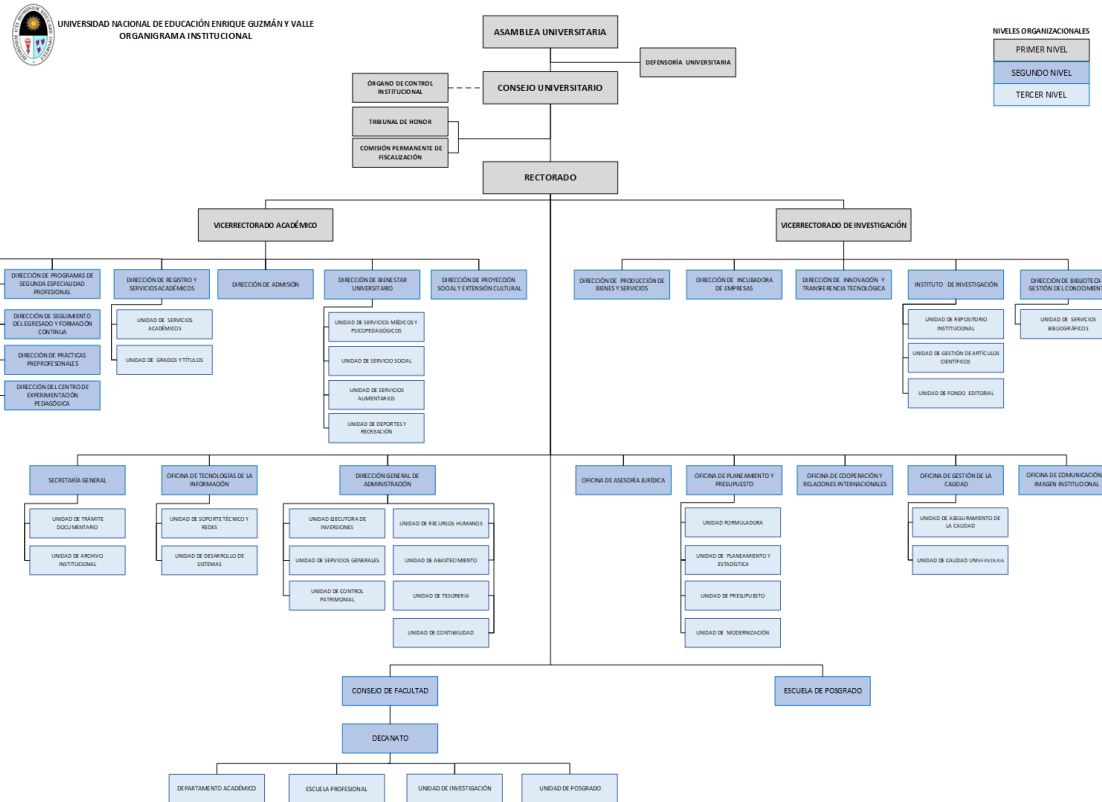 UNIVERSIDAD NACIONAL DE EDUCACIÓN ENRIQUE GUZMÁN Y VALLE
ORGANIGRAMA INSTITUCIONAL
NIVELES ORGANIZACIONALES
PRIMER NIVEL
SEGUNDO NIVEL
TERCER NIVEL
ASAMBLEA UNIVERSITARIA
DEFENSORÍA UNIVERSITARIA
ÓRGANO DE CONTROL
INSTITUCIONAL
CONSEJO UNIVERSITARIO
TRIBUNAL DE HONOR
COMISIÓN PERMANENTE DE
FISCALIZACIÓN
RECTORADO
VICERRECTORADO ACADÉMICO
VICERRECTORADO DE INVESTIGACIÓN
DIRECCIÓN DE PROGRAMAS DE
SEGUNDA ESPECIALIDAD
PROFESIONAL
DIRECCIÓN DE REGISTRO Y
SERVICIOS ACADÉMICOS
DIRECCIÓN DE ADMISIÓN
DIRECCIÓN DE BIENESTAR
UNIVERSITARIO
DIRECCIÓN DE PROYECCIÓN
SOCIAL Y EXTENSIÓN CULTURAL
DIRECCIÓN DE PRODUCCIÓN DE
BIENES Y SERVICIOS
DIRECCIÓN DE INCUBADORA
DE EMPRESAS
DIRECCIÓN DE INNOVACIÓN Y
TRANSFERENCIA TECNOLÓGICA
INSTITUTO DE INVESTIGACIÓN
DIRECCIÓN DE BIBLIOTECA
GESTIÓN DEL CONOCIMIENT
DIRECCIÓN DE SEGUIMIENTO
DEL EGRESADO Y FORMACIÓN
CONTINUA
DIRECCIÓN DE PRÁCTICAS
PREPROFESONALES
DIRECCIÓN DEL CENTRO DE
EXPERIMENTACIÓN
PEDAGÓGICA
UNIDAD DE SERVICIOS
ACADÉMICOS
UNIDAD DE GRADOS Y TÍTULOS
UNIDAD DE SERVICIOS MÉDICOS Y
PSICOPEDAGÓGICOS
UNIDAD DE SERVICIO SOCIAL
UNIDAD DE SERVICIOS
ALIMENTARIOS
UNIDAD DE DEPORTES Y
RECREACIÓN
UNIDAD DE REPOSITORIO
INSTITUCIONAL
UNIDAD DE GESTIÓN DE ARTÍCULOS
CIENTÍFICOS
UNIDAD DE FONDO EDITORIAL
UNIDAD DE SERVICIOS
BIBLIOGRÁFICOS
SECRETARÍA GENERAL
OFICINA DE TECNOLOGÍAS DE LA
INFORMACIÓN
DIRECCIÓN GENERAL DE
ADMINISTRACIÓN
OFICINA DE ASESORÍA JURÍDICA
OFICINA DE PLANEAMIENTO Y
PRESUPUESTO
OFICINA DE COOPERACIÓN Y
RELACIONES INTERNACIONALES
OFICINA DE GESTIÓN DE LA
CALIDAD
OFICINA DE COMUNICACIÓN
IMAGEN INSTITUCIONAL
UNIDAD DE TRÁMITE
DOCUMENTARIO
UNIDAD DE ARCHIVO
INSTITUCIONAL
UNIDAD DE SOPORTE TÉCNICO Y
REDES
UNIDAD DE DESARROLLO DE
SISTEMAS
UNIDAD EJECUTORA DE
INVERSIONES
UNIDAD DE SERVICIOS GENERALES
UNIDAD DE CONTROL
PATRIMONIAL
UNIDAD DE RECURSOS HUMANOS
UNIDAD DE ABASTECIMIENTO
UNIDAD DE TESORERIA
UNIDAD DE CONTABILIDAD
UNIDAD FORMULADORA
UNIDAD DE PLANEAMIENTO Y
ESTADÍSTICA
UNIDAD DE PRESUPUESTO
UNIDAD DE MODERNIZACIÓN
UNIDAD DE ASEGURAMIENTO DE
LA CALIDAD
UNIDAD DE CALIDAD UNIVERSITARIA
CONSEJO DE FACULTAD
ESCUELA DE POSGRADO
DECANATO
DEPARTAMENTO ACADÉMICO
ESCUELA PROFESIONAL
UNIDAD DE INVESTIGACIÓN
UNIDAD DE POSGRADO